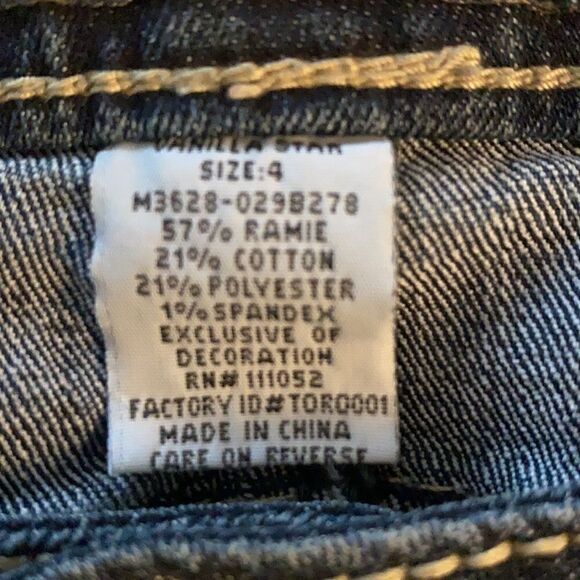 VANILLA STAR
SIZE:4
M3628-029B278
57% RAMIE
21% COTTON
21% POLYESTER
1% SPANDEX
EXCLUSIVE OF
DECORATION
RN# 111052
FACTORY ID#TOR0001
MADE IN CHINA
CARE ON REVERSE